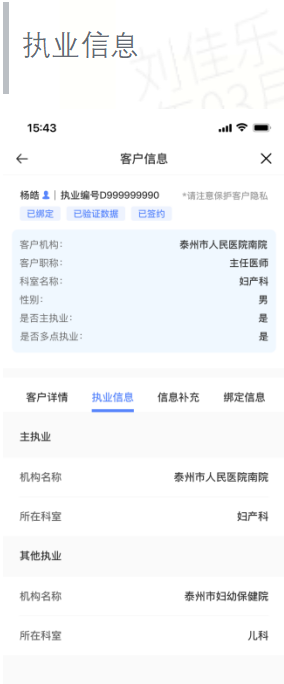 执业信息
刘佳乐
15:43
客户信息
杨皓 | 执业编号D999999990 *请注意保护客户隐私
已绑定 已验证数据 已签约
客户机构: 泰州市人民医院南院
客户职称: 主任医师
科室名称: 妇产科
性别: 男
是否主执业: 是
是否多点执业: 是
客户详情 执业信息 信息补充 绑定信息
主执业
机构名称 泰州市人民医院南院
所在科室 妇产科
其他执业
机构名称 泰州市妇幼保健院
所在科室 儿科